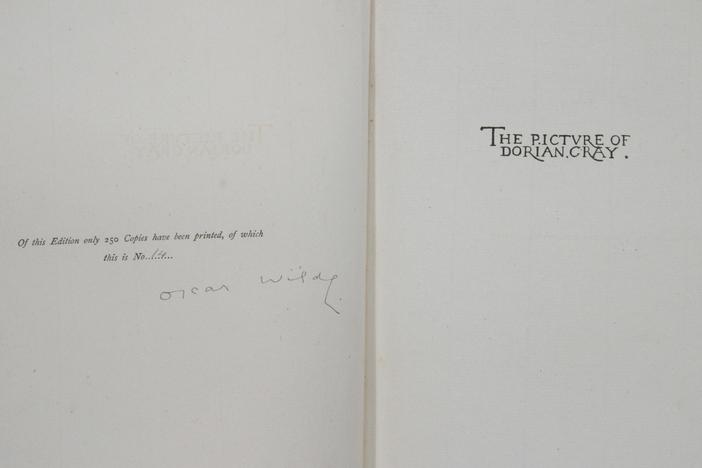 Of this Edition only 250 Copies have been printed, of which
this is No.
oscar wilde
THE PICTVRE OF
DORIAN.GRAY.